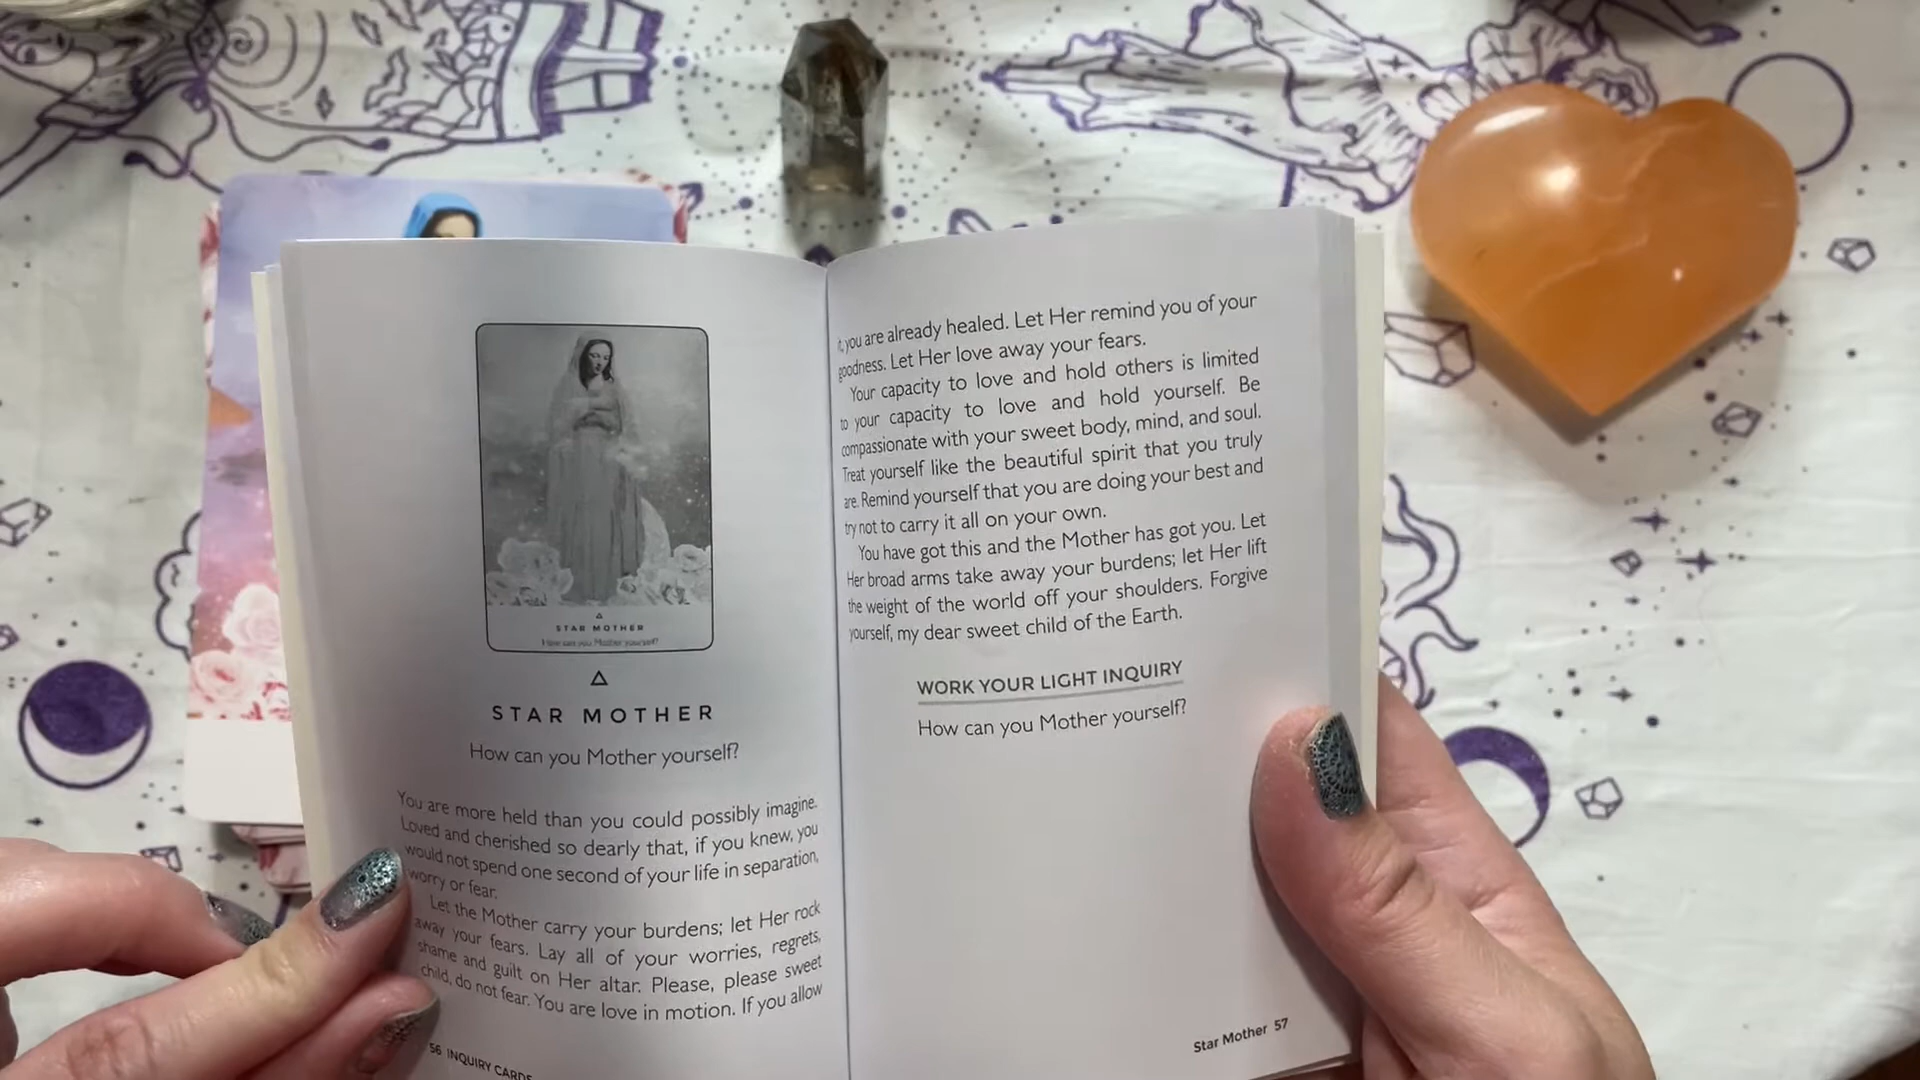 STAR MOTHER
How can you Mother yourself?
STAR MOTHER
How can you Mother yourself?
You are more held than you could possibly imagine.
Loved and cherished so dearly that, if you knew, you
would not spend one second of your life in separation,
worry or fear.
Let the Mother carry your burdens; let Her rock
away your fears. Lay all of your worries, regrets,
shame and guilt on Her altar. Please, please sweet
child, do not fear. You are love in motion. If you allow
56 INQUIRY CARDS
it, you are already healed. Let Her remind you of your
goodness. Let Her love away your fears.
Your capacity to love and hold others is limited
to your capacity to love and hold yourself. Be
compassionate with your sweet body, mind, and soul.
Treat yourself like the beautiful spirit that you truly
are. Remind yourself that you are doing your best and
try not to carry it all on your own.
You have got this and the Mother has got you. Let
Her broad arms take away your burdens; let Her lift
the weight of the world off your shoulders. Forgive
yourself, my dear sweet child of the Earth.
WORK YOUR LIGHT INQUIRY
How can you Mother yourself?
Star Mother 57